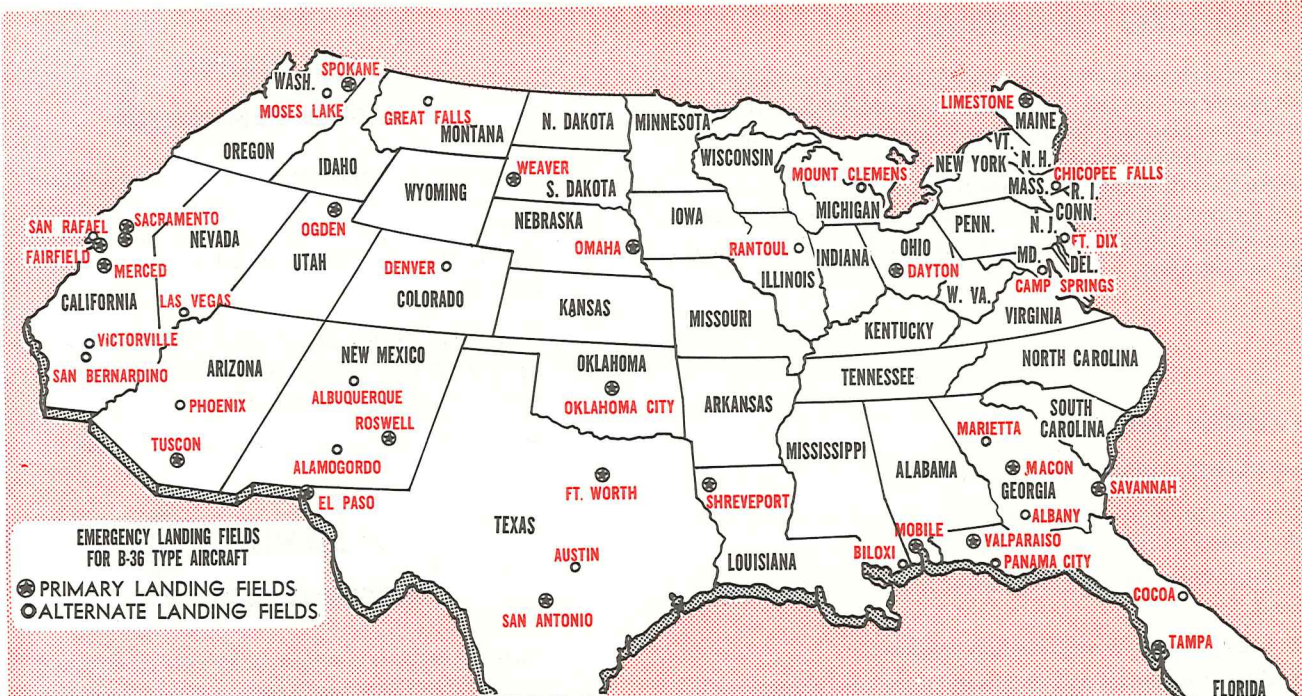 WASH.
SPOKANE
MOSES LAKE
GREAT FALLS
MONTANA
N. DAKOTA
MINNESOTA
LIMESTONE
MAINE
OREGON
IDAHO
WYOMING
WEAVER
S. DAKOTA
WISCONSIN
MOUNT CLEMENS
MICHIGAN
NEW YORK
VT.
N. H.
MASS.
CHICOPEE FALLS
R. I.
CONN.
SAN RAFAEL
SACRAMENTO
FAIRFIELD
MERCED
NEVADA
OGDEN
UTAH
NEBRASKA
OMAHA
IOWA
RANTOUL
ILLINOIS
INDIANA
OHIO
DAYTON
PENN.
N. J.
FT. DIX
MD.
DEL.
CAMP SPRINGS
W. VA.
VIRGINIA
CALIFORNIA
LAS VEGAS
DENVER
COLORADO
KANSAS
MISSOURI
KENTUCKY
VICTORVILLE
SAN BERNARDINO
ARIZONA
PHOENIX
TUSCON
NEW MEXICO
ALBUQUERQUE
ROSWELL
ALAMOGORDO
EL PASO
OKLAHOMA
OKLAHOMA CITY
ARKANSAS
TENNESSEE
NORTH CAROLINA
SOUTH
CAROLINA
MISSISSIPPI
ALABAMA
MARIETTA
MACON
GEORGIA
SAVANNAH
ALBANY
FT. WORTH
TEXAS
AUSTIN
SAN ANTONIO
SHREVEPORT
LOUISIANA
BILOXI
MOBILE
VALPARAISO
PANAMA CITY
COCOA
TAMPA
FLORIDA
EMERGENCY LANDING FIELDS
FOR B-36 TYPE AIRCRAFT
PRIMARY LANDING FIELDS
ALTERNATE LANDING FIELDS